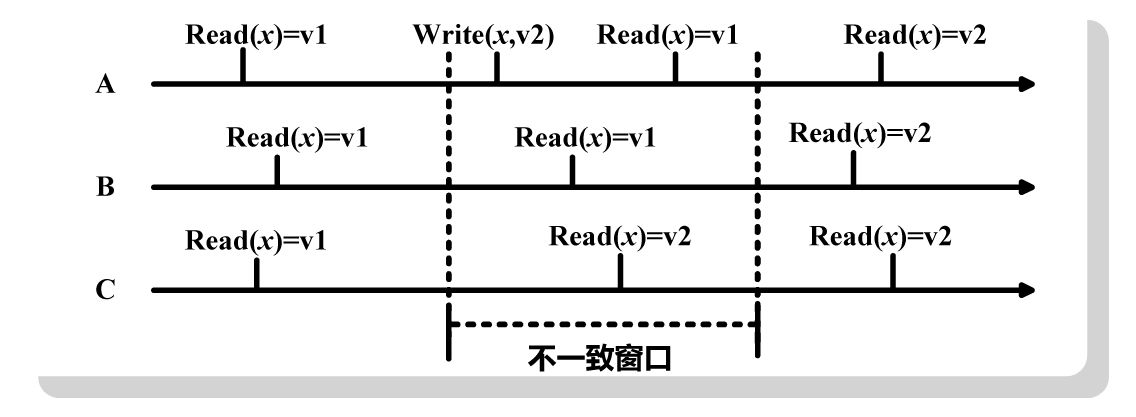 Read(x)=v1 Write(x,v2) Read(x)=v1 Read(x)=v2
A
Read(x)=v1 Read(x)=v1 Read(x)=v2
B
Read(x)=v1 Read(x)=v2 Read(x)=v2
C
不一致窗口